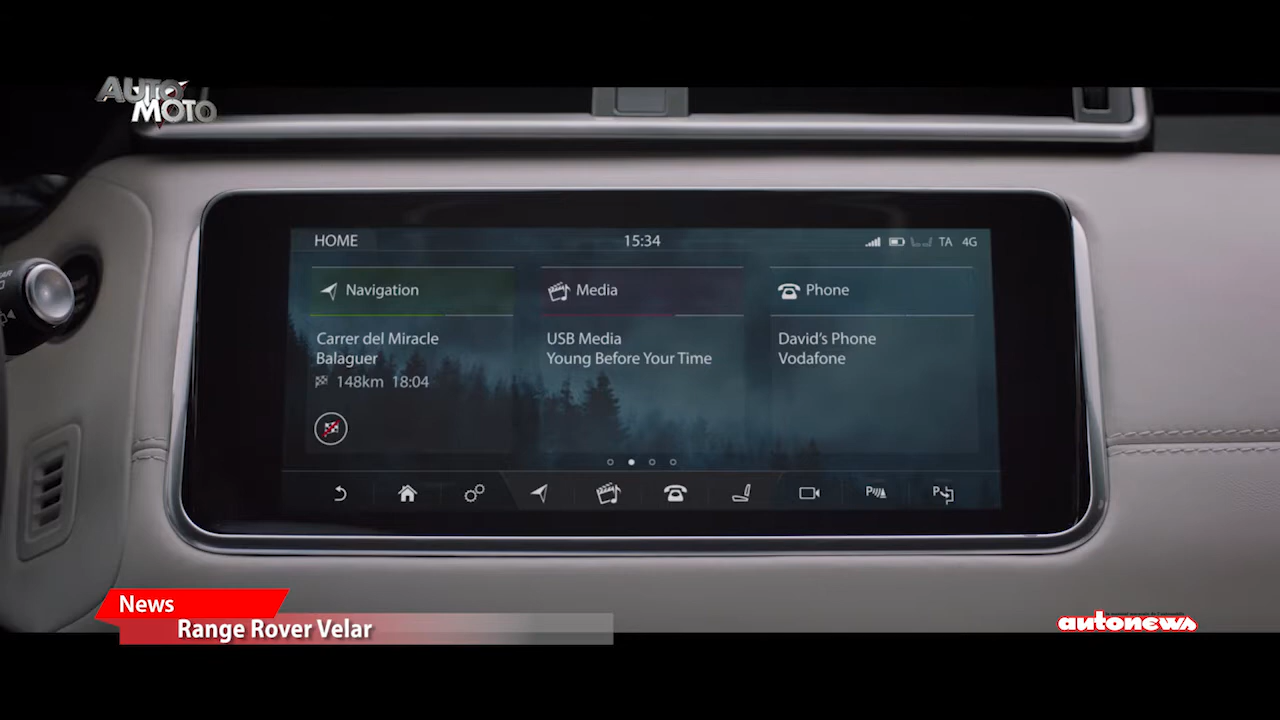 AUTO
MOTO
HOME
15:34
TA 4G
Navigation
Media
Phone
Carrer del Miracle
Balaguer
148km 18:04
USB Media
Young Before Your Time
David's Phone
Vodafone
P
P
News
Range Rover Velar
autonews